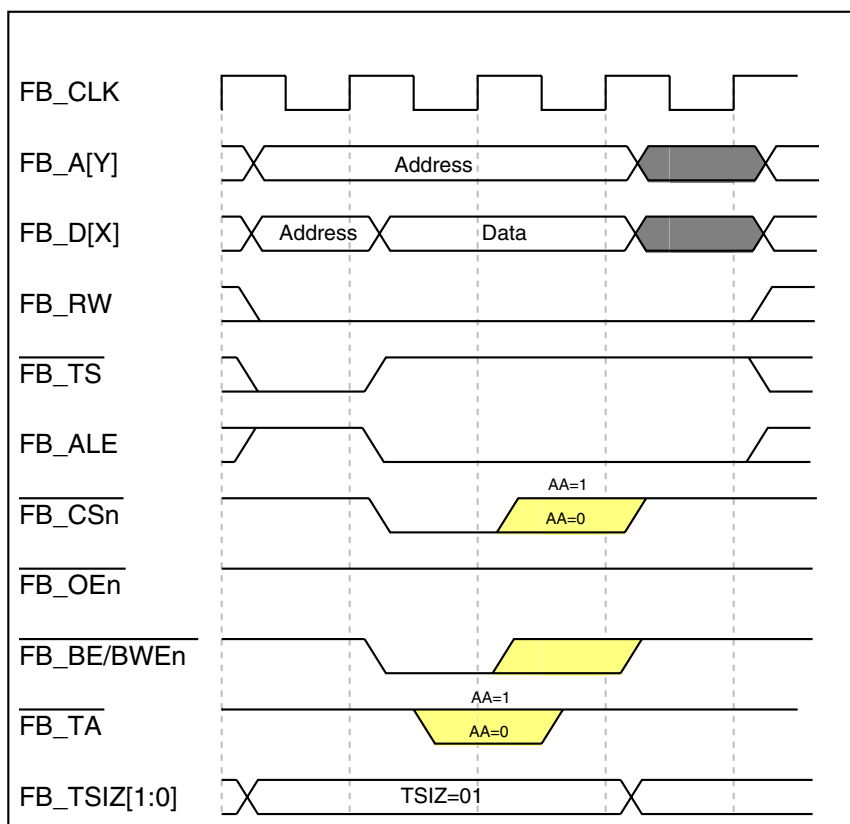 FB_CLK
FB_A[Y]
Address
FB_D[X]
Address
Data
FB_RW
FB_TS
FB_ALE
AA=1
FB_CSn
AA=0
FB_OEn
FB_BE/BWEn
AA=1
FB_TA
AA=0
FB_TSIZ[1:0]
TSIZ=01